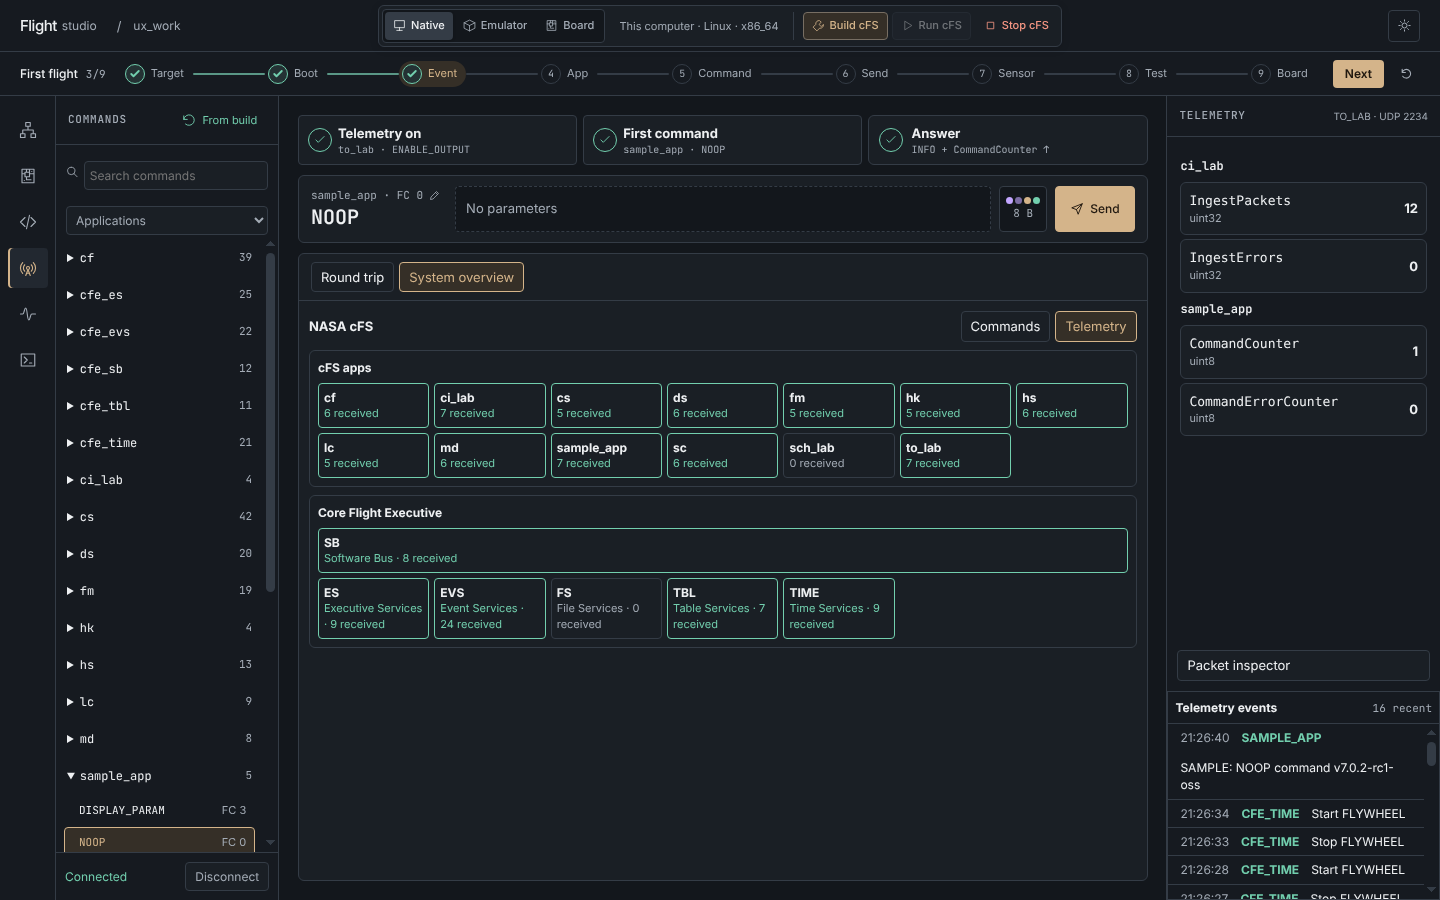 Flight studio / ux_work
Native Emulator Board This computer · Linux · x86_64 Build cFS Run cFS Stop cFS
First flight 3/9 Target Boot Event 4 App 5 Command 6 Send 7 Sensor 8 Test 9 Board Next
COMMANDS From build
Search commands
Applications
cf 39
cfe_es 25
cfe_evs 22
cfe_sb 12
cfe_tbl 11
cfe_time 21
ci_lab 4
cs 42
ds 20
fm 19
hk 4
hs 13
lc 9
md 8
sample_app 5
DISPLAY_PARAM FC 3
NOOP FC 0
Connected Disconnect
Telemetry on
to_lab · ENABLE_OUTPUT
First command
sample_app · NOOP
Answer
INFO + CommandCounter ↑
sample_app · FC 0
NOOP
No parameters
8 B
Send
Round trip System overview
NASA cFS Commands Telemetry
cFS apps
cf
6 received
ci_lab
7 received
cs
5 received
ds
6 received
fm
5 received
hk
5 received
hs
6 received
lc
5 received
md
6 received
sample_app
7 received
sc
6 received
sch_lab
0 received
to_lab
7 received
Core Flight Executive
SB
Software Bus · 8 received
ES
Executive Services
· 9 received
EVS
Event Services ·
24 received
FS
File Services · 0
received
TBL
Table Services · 7
received
TIME
Time Services · 9
received
TELEMETRY TO_LAB · UDP 2234
ci_lab
IngestPackets
uint32
12
IngestErrors
uint32
0
sample_app
CommandCounter
uint8
1
CommandErrorCounter
uint8
0
Packet inspector
Telemetry events 16 recent
21:26:40 SAMPLE_APP
SAMPLE: NOOP command v7.0.2-rc1-
oss
21:26:34 CFE_TIME Start FLYWHEEL
21:26:33 CFE_TIME Stop FLYWHEEL
21:26:28 CFE_TIME Start FLYWHEEL
21:26:27 CFE_TIME Stop FLYWHEEL